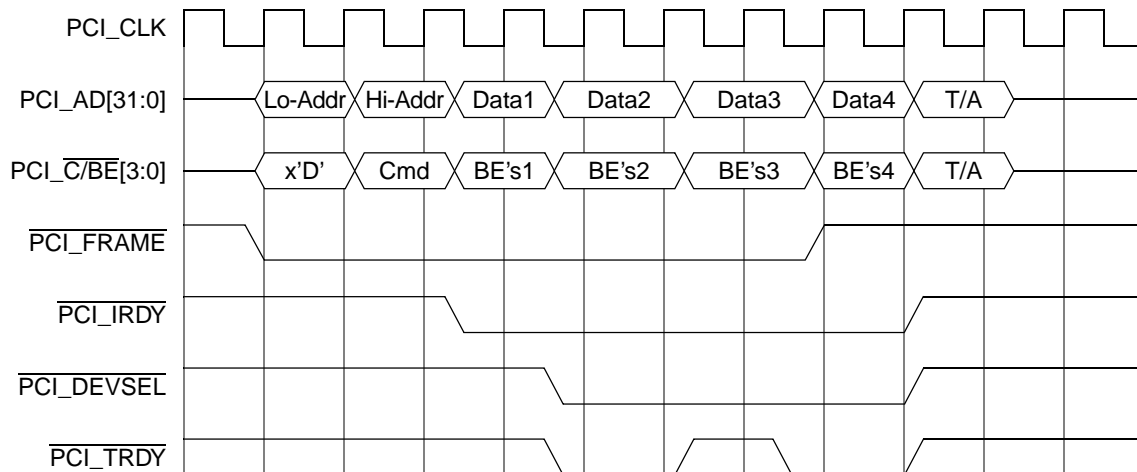 PCI_CLK
PCI_AD[31:0] Lo-Addr Hi-Addr Data1 Data2 Data3 Data4 T/A
PCI_C/BE[3:0] x'D' Cmd BE's1 BE's2 BE's3 BE's4 T/A
PCI_FRAME
PCI_IRDY
PCI_DEVSEL
PCI_TRDY